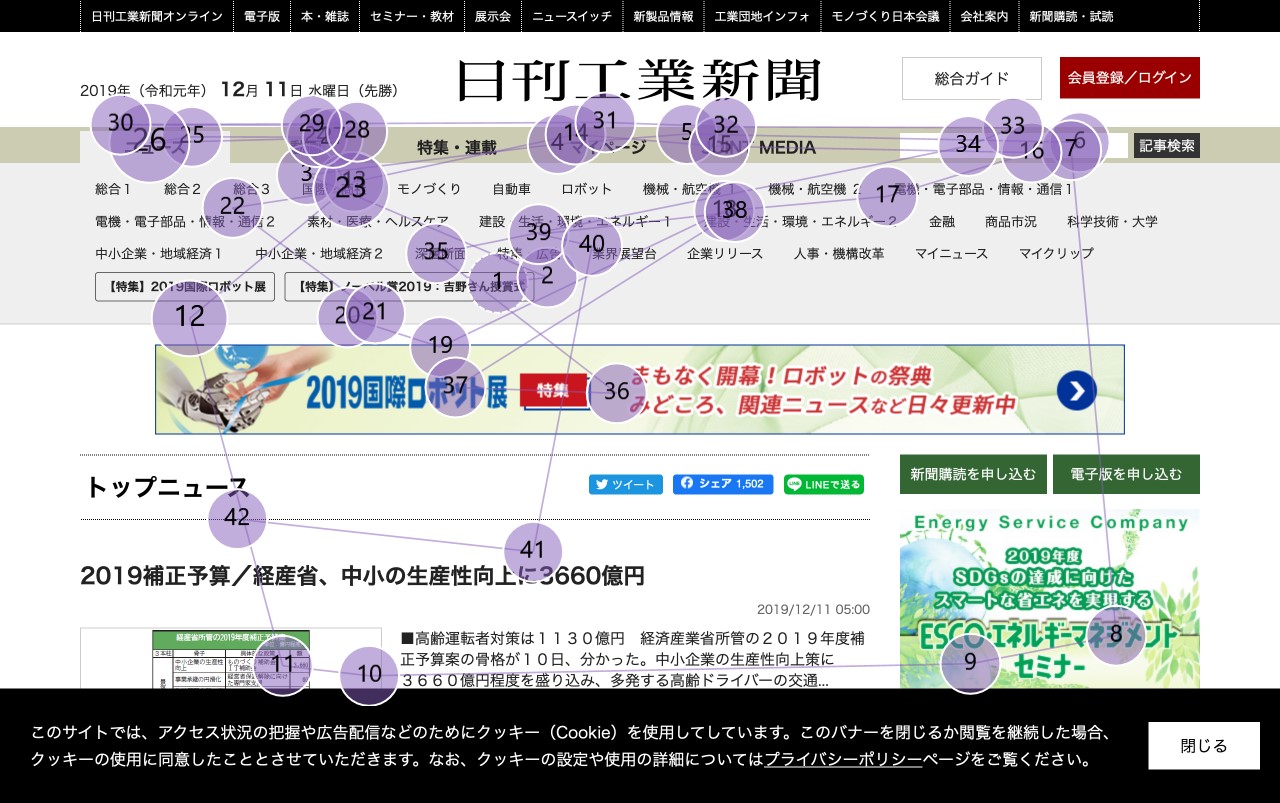 日刊工業新聞オンライン 電子版 本・雑誌 セミナー・教材 展示会 ニュースイッチ 新製品情報 工業団地インフォ モノづくり日本会議 会社案内 新聞購読・試読
2019年（令和元年） 12月 11日 水曜日（先勝）
日刊工業新聞
総合ガイド
会員登録／ログイン
特集・連載 マイページ MEDIA 記事検索
総合1 総合2 総合3 モノづくり 自動車 ロボット 機械・航空機 1 機械・航空機 2 電機・電子部品・情報・通信1
電機・電子部品・情報・通信2 素材・医療・ヘルスケア 建設・生活・環境・エネルギー1 建設・生活・環境・エネルギー2 金融 商品市況 科学技術・大学
中小企業・地域経済1 中小企業・地域経済2 深層断面 特集・広告 業界展望台 企業リリース 人事・機構改革 マイニュース マイクリップ
【特集】2019国際ロボット展 【特集】ノーベル賞2019：吉野さん授賞式
2019国際ロボット展 特集
まもなく開幕！ロボットの祭典
みどころ、関連ニュースなど日々更新中
トップニュース
ツイート シェア 1,502 LINEで送る
新聞購読を申し込む 電子版を申し込む
2019補正予算／経産省、中小の生産性向上に3660億円
2019/12/11 05:00
経産省所管の2019年度補正予算案
■高齢運転者対策は１１３０億円　経済産業省所管の２０１９年度補
正予算案の骨格が１０日、分かった。中小企業の生産性向上策に
３６６０億円程度を盛り込み、多発する高齢ドライバーの交通...
Energy Service Company
2019年度
SDGsの達成に向けた
スマートな省エネを実現する
ESCO・エネルギーマネジメント
セミナー
このサイトでは、アクセス状況の把握や広告配信などのためにクッキー（Cookie）を使用してしています。このバナーを閉じるか閲覧を継続した場合、
クッキーの使用に同意したこととさせていただきます。なお、クッキーの設定や使用の詳細についてはプライバシーポリシーページをご覧ください。
閉じる
30
26
25
29
28
4
14
31
5
32
15
34
33
16
7
6
3
23
22
17
38
35
39
40
1
2
12
20
21
19
37
36
42
41
11
10
9
8